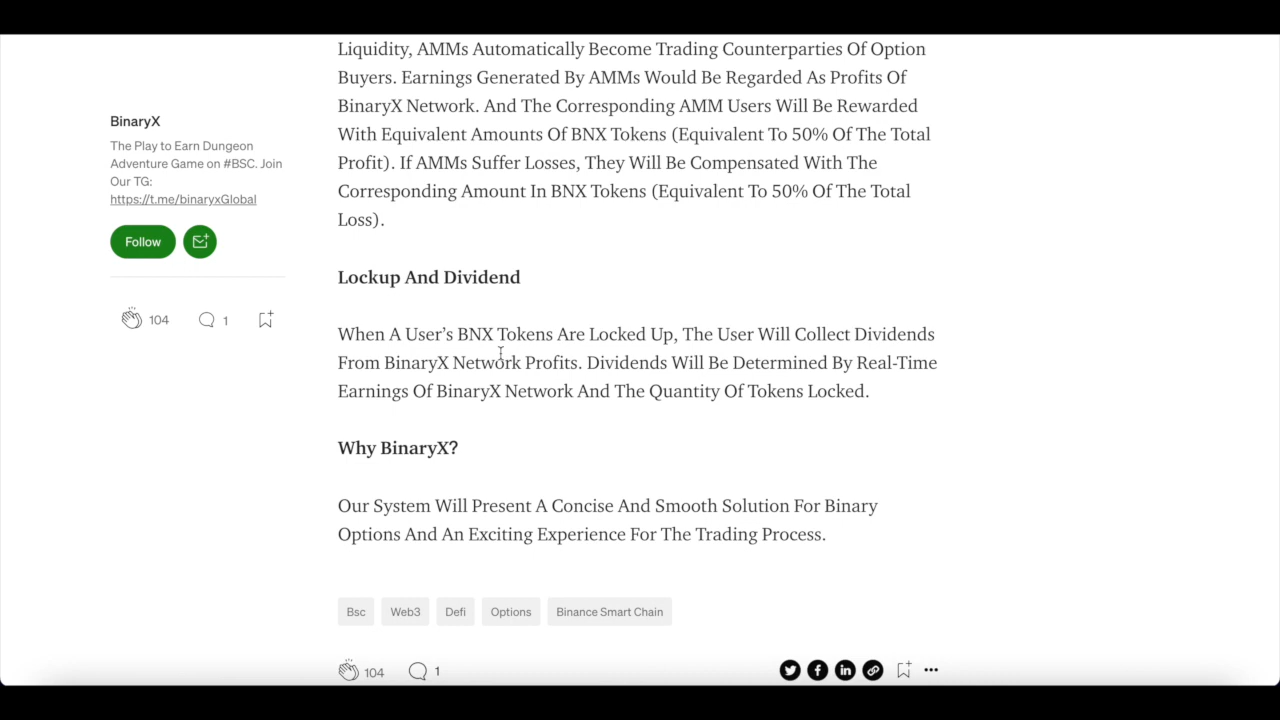 Liquidity, AMMs Automatically Become Trading Counterparties Of Option
Buyers. Earnings Generated By AMMs Would Be Regarded As Profits Of
BinaryX Network. And The Corresponding AMM Users Will Be Rewarded
With Equivalent Amounts Of BNX Tokens (Equivalent To 50% Of The Total
Profit). If AMMs Suffer Losses, They Will Be Compensated With The
Corresponding Amount In BNX Tokens (Equivalent To 50% Of The Total
Loss).
BinaryX
The Play to Earn Dungeon
Adventure Game on #BSC. Join
Our TG:
https://t.me/binaryxGlobal
Follow
104 1
Lockup And Dividend
When A User’s BNX Tokens Are Locked Up, The User Will Collect Dividends
From BinaryX Network Profits. Dividends Will Be Determined By Real-Time
Earnings Of BinaryX Network And The Quantity Of Tokens Locked.
Why BinaryX?
Our System Will Present A Concise And Smooth Solution For Binary
Options And An Exciting Experience For The Trading Process.
Bsc Web3 Defi Options Binance Smart Chain
104 1